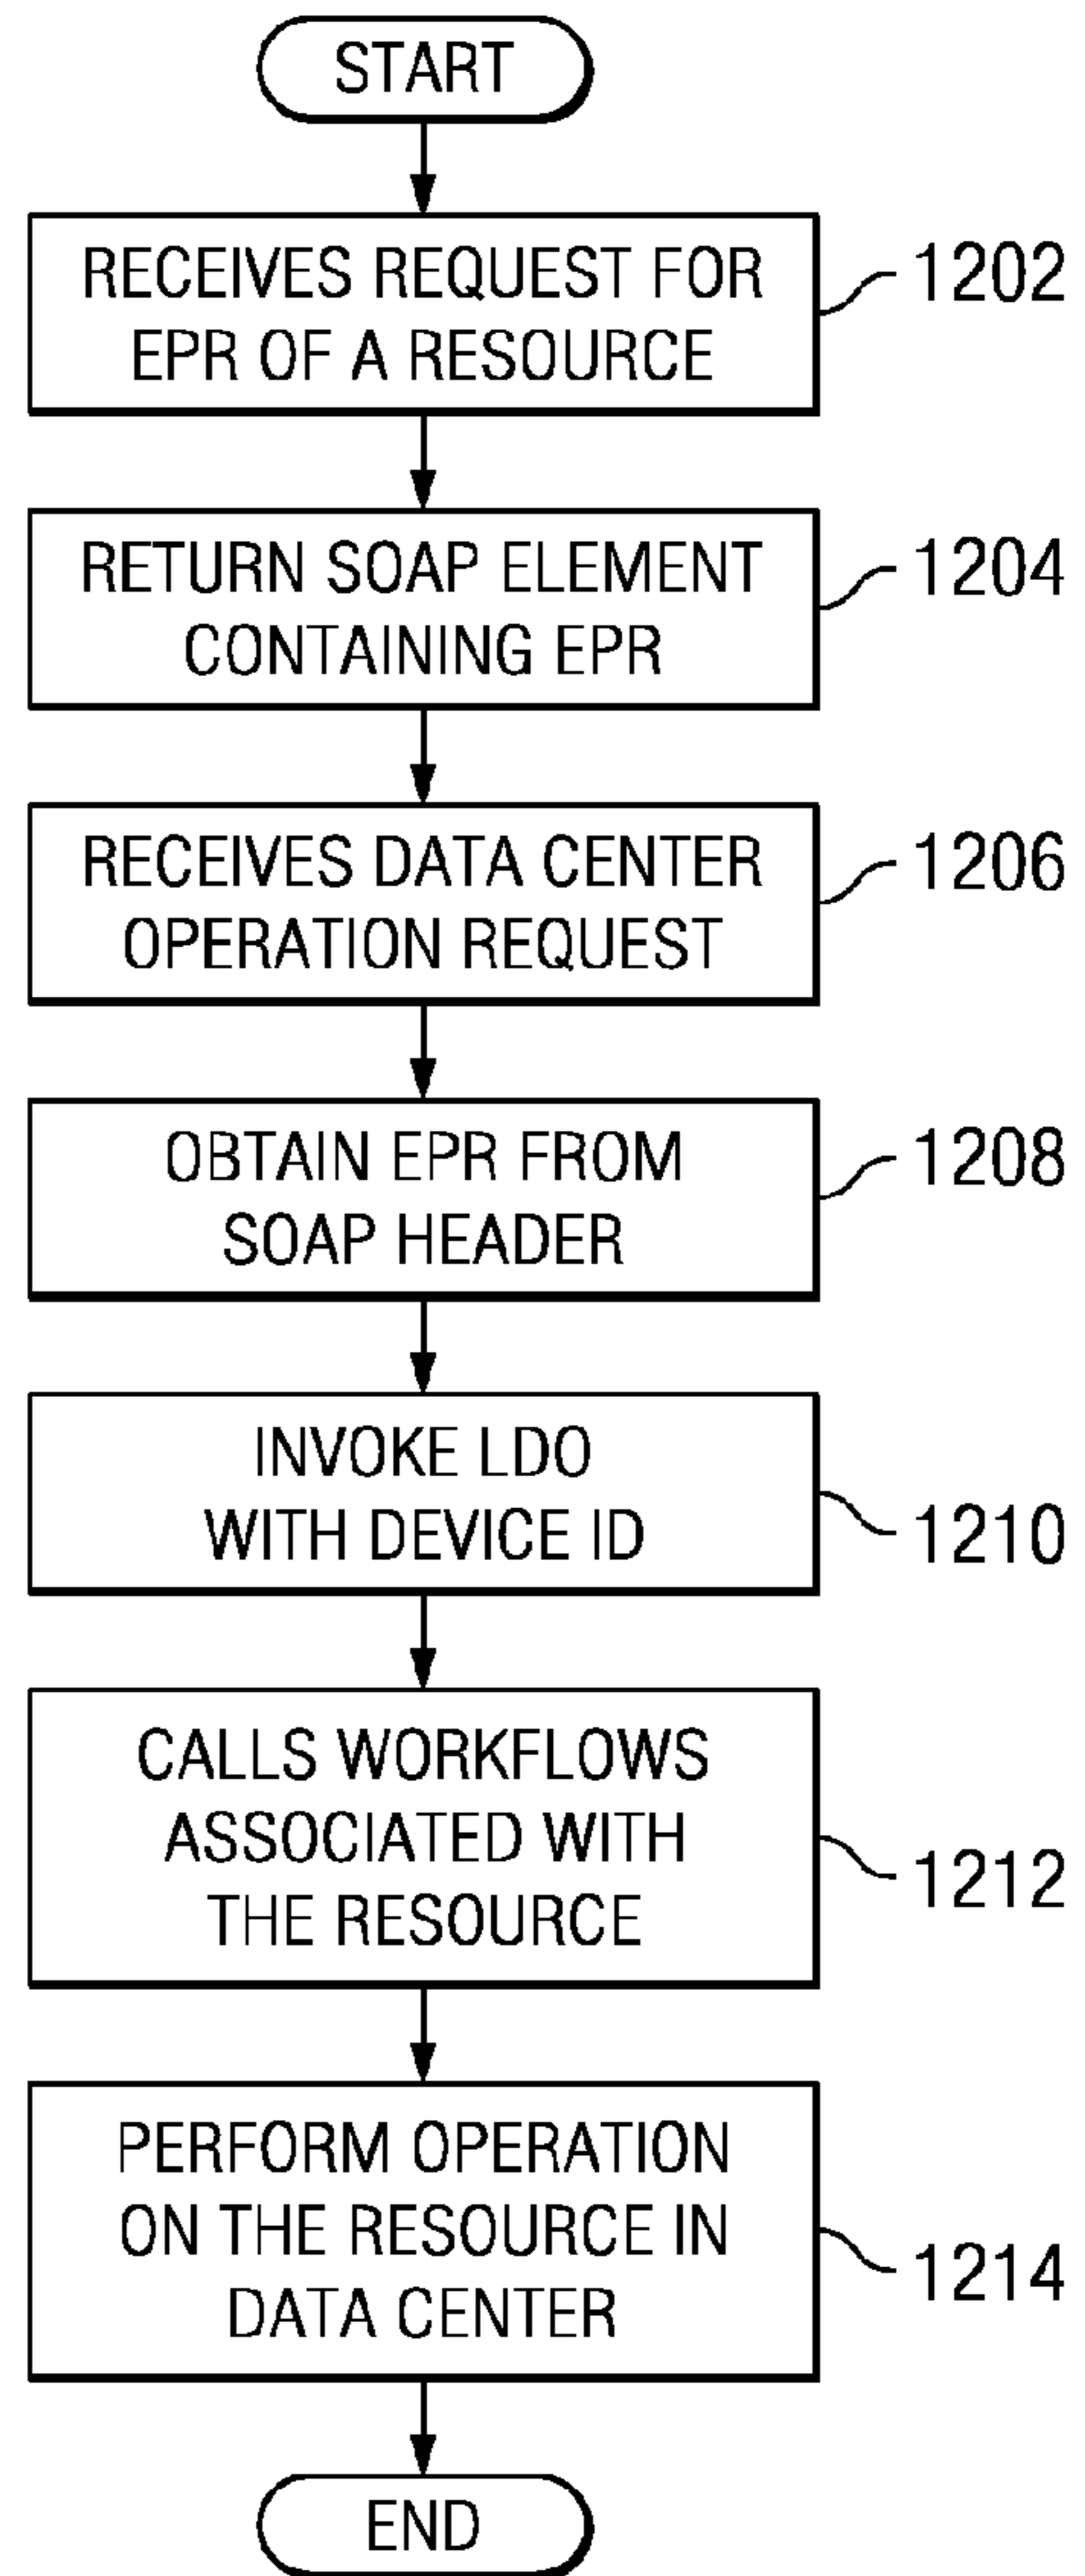 START
RECEIVES REQUEST FOR
EPR OF A RESOURCE
1202
RETURN SOAP ELEMENT
CONTAINING EPR
1204
RECEIVES DATA CENTER
OPERATION REQUEST
1206
OBTAIN EPR FROM
SOAP HEADER
1208
INVOKE LDO
WITH DEVICE ID
1210
CALLS WORKFLOWS
ASSOCIATED WITH
THE RESOURCE
1212
PERFORM OPERATION
ON THE RESOURCE IN
DATA CENTER
1214
END